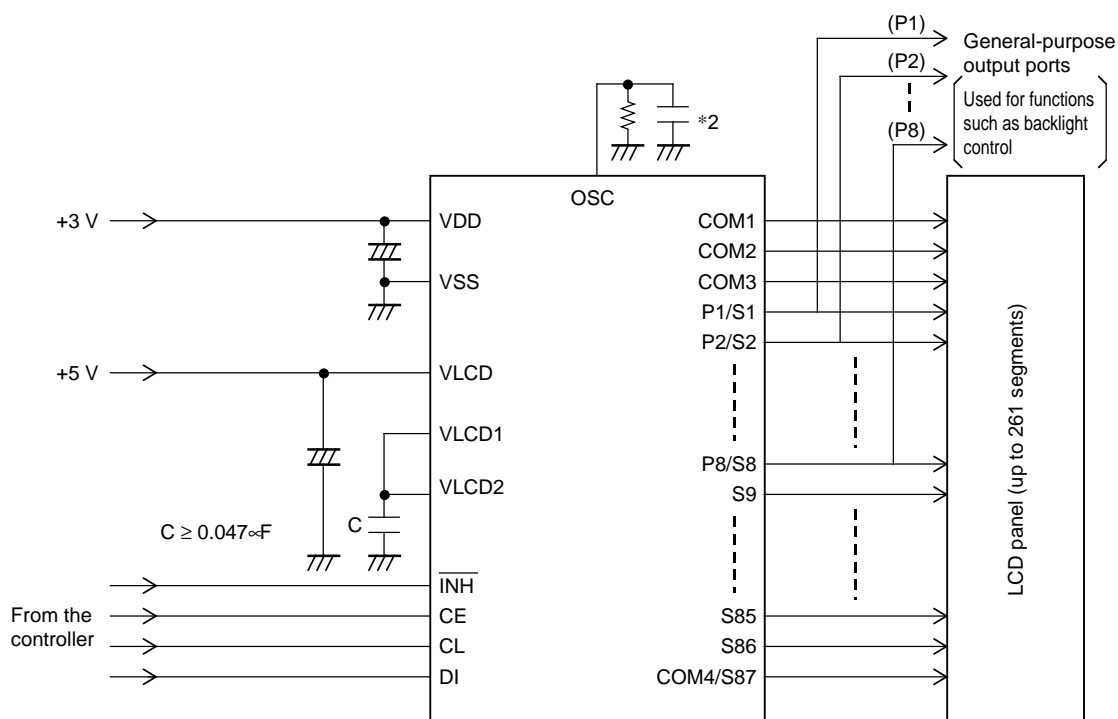 (P1)
General-purpose
output ports
(P2)
Used for functions
such as backlight
control
(P8)
*2
OSC
+3 V
VDD
COM1
COM2
VSS
COM3
P1/S1
P2/S2
+5 V
VLCD
VLCD1
P8/S8
VLCD2
S9
C
C ≥ 0.047∝F
LCD panel (up to 261 segments)
INH
From the
controller
CE
S85
CL
S86
DI
COM4/S87